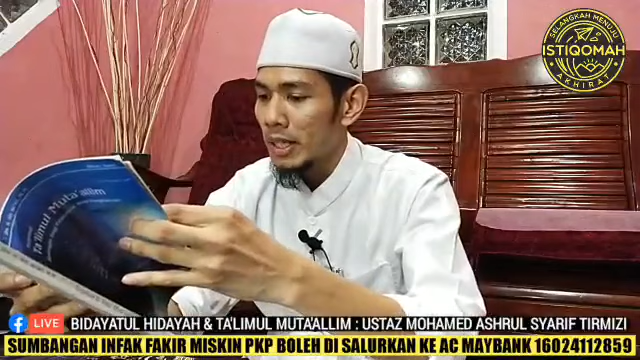 SELANGKAH MENUJU
ISTIQOMAH
AKHIRAT
Ta'limul Muta'allim
LIVE
BIDAYATUL HIDAYAH & TA'LIMUL MUTA'ALLIM : USTAZ MOHAMED ASHRUL SYARIF TIRMIZI
SUMBANGAN INFAK FAKIR MISKIN PKP BOLEH DI SALURKAN KE AC MAYBANK 16024112859